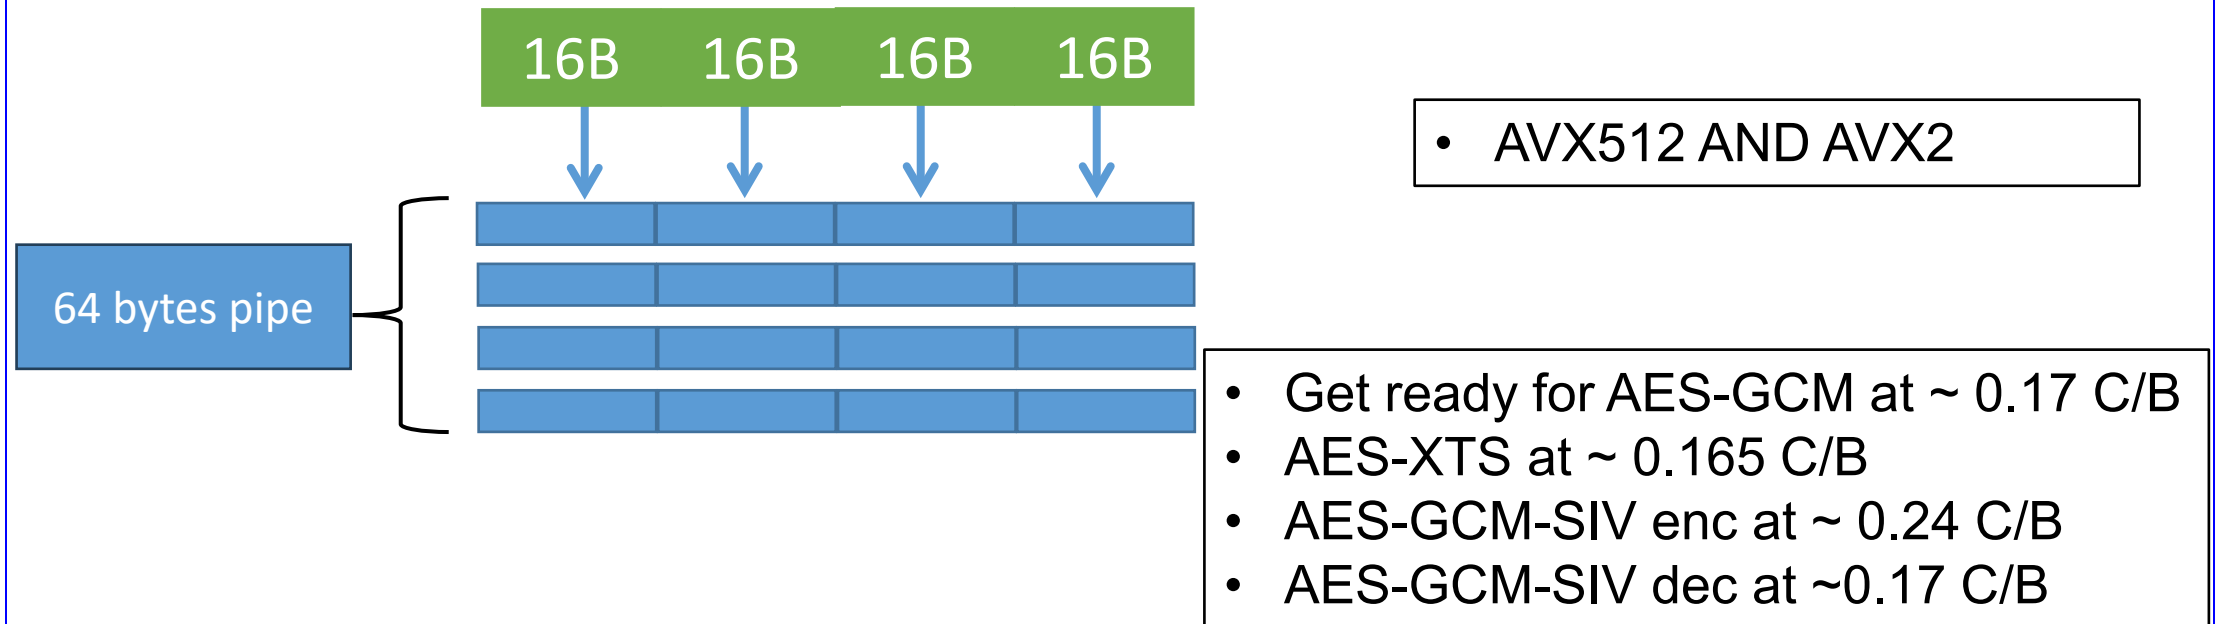 16B 16B 16B 16B
• AVX512 AND AVX2
64 bytes pipe
• Get ready for AES-GCM at ~ 0.17 C/B
• AES-XTS at ~ 0.165 C/B
• AES-GCM-SIV enc at ~ 0.24 C/B
• AES-GCM-SIV dec at ~0.17 C/B